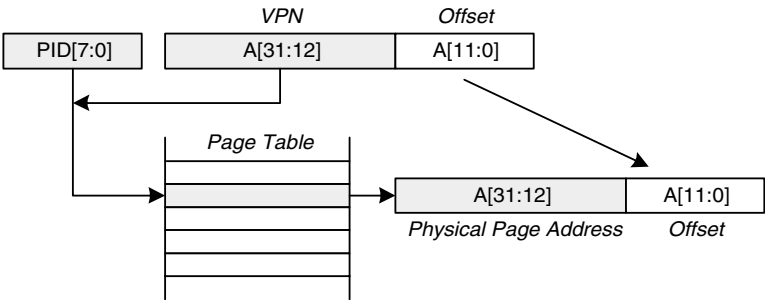 VPN Offset
PID[7:0] A[31:12] A[11:0]
Page Table
A[31:12] A[11:0]
Physical Page Address Offset